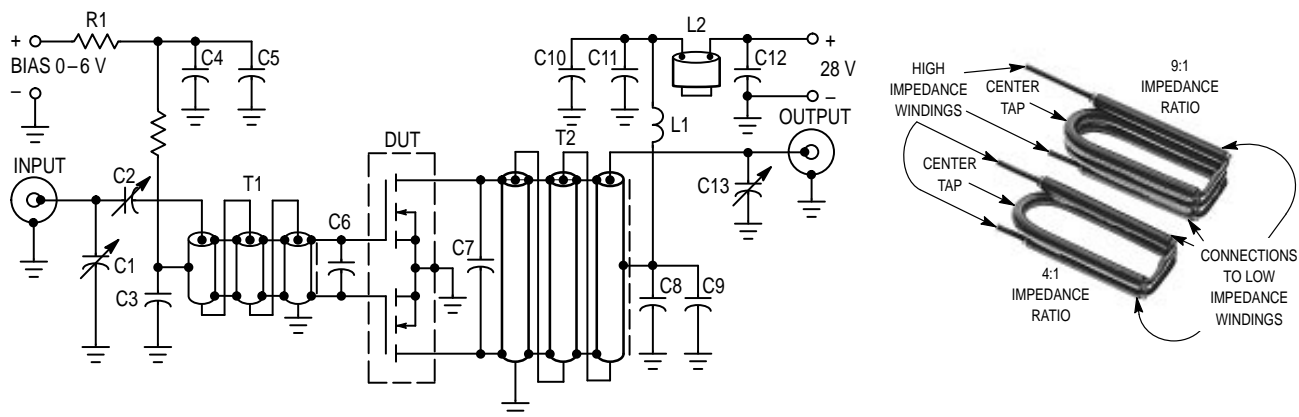 R1
+
BIAS 0–6 V
–
C4
C5
INPUT
C2
C1
C3
T1
C6
DUT
C7
C10
C11
L2
C12
+
28 V
–
L1
T2
OUTPUT
C13
C8
C9
HIGH
IMPEDANCE
WINDINGS
CENTER
TAP
9:1
IMPEDANCE
RATIO
CENTER
TAP
4:1
IMPEDANCE
RATIO
CONNECTIONS
TO LOW
IMPEDANCE
WINDINGS